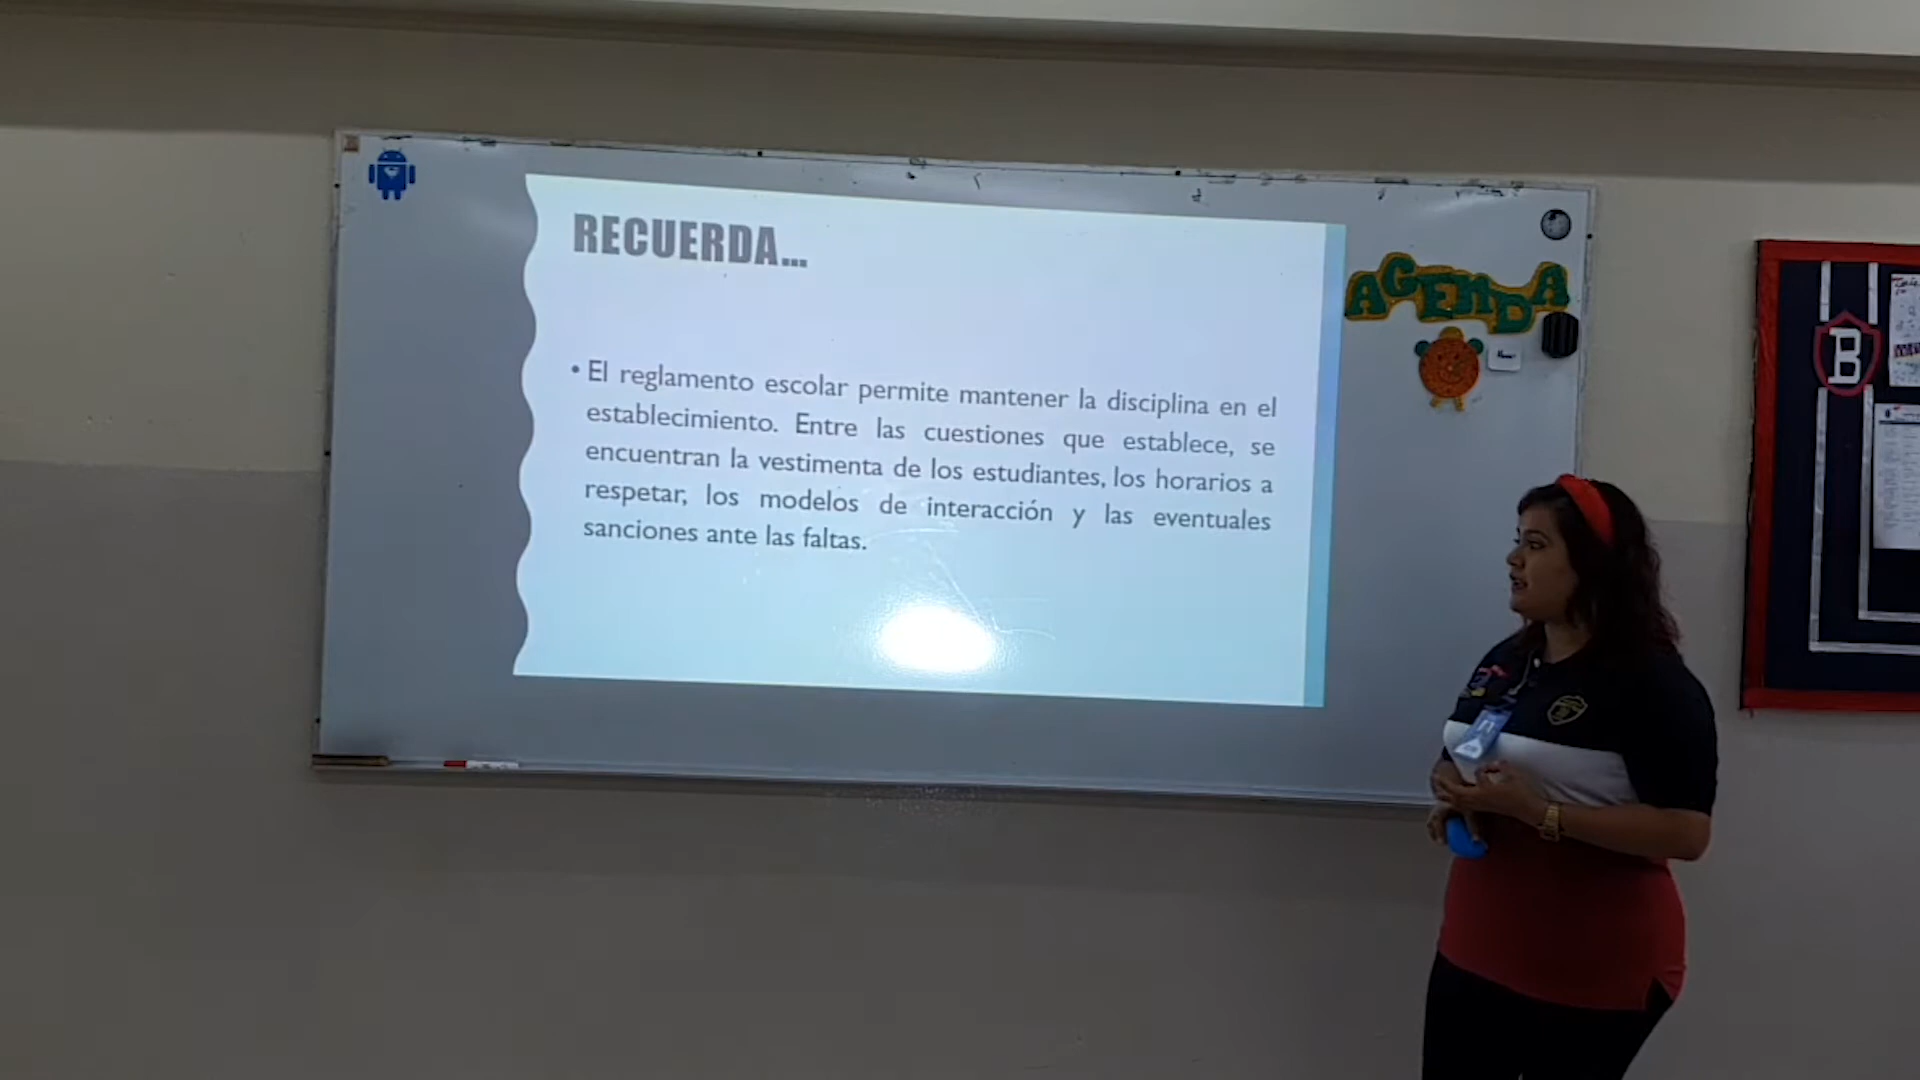 RECUERDA...
• El reglamento escolar permite mantener la disciplina en el
establecimiento. Entre las cuestiones que establece, se
encuentran la vestimenta de los estudiantes, los horarios a
respetar, los modelos de interacción y las eventuales
sanciones ante las faltas.
AGENDA
B